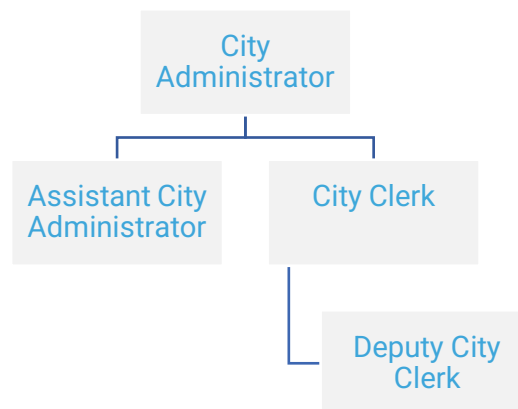 City
Administrator
Assistant City
Administrator
City Clerk
Deputy City
Clerk